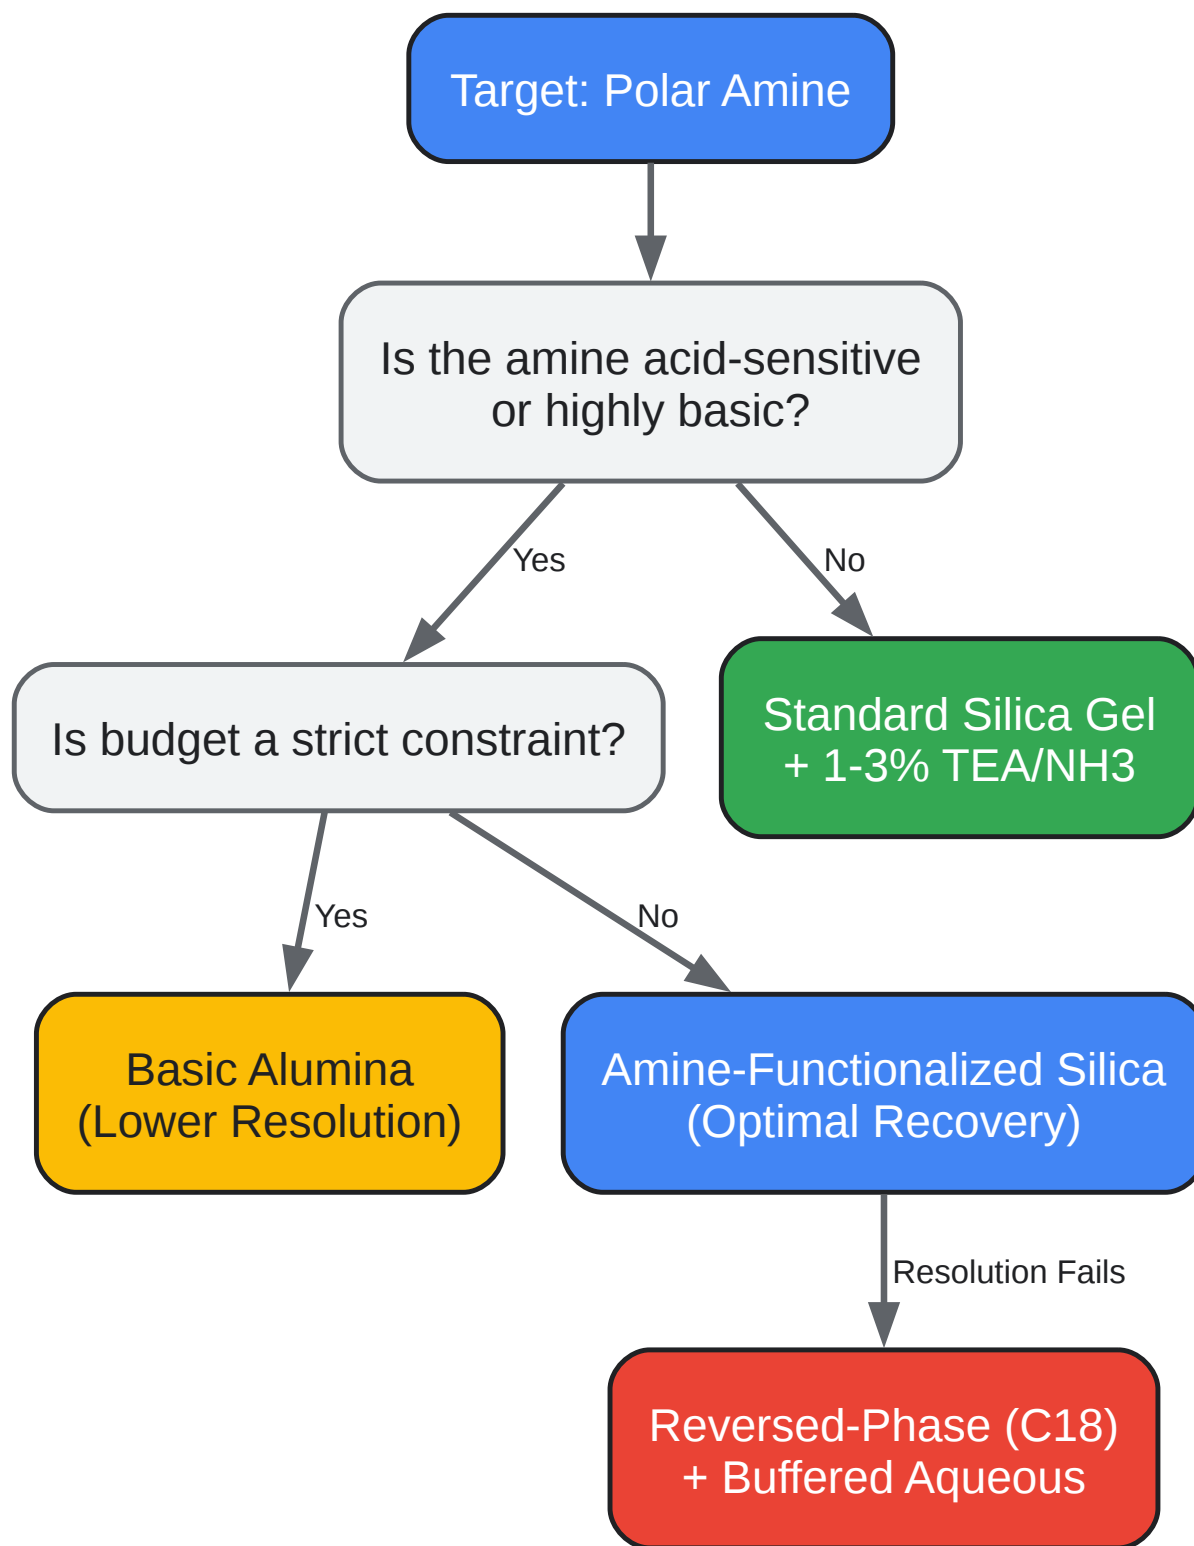 Target: Polar Amine
Is the amine acid-sensitive
or highly basic?
Yes
No
Is budget a strict constraint?
Standard Silica Gel
+ 1-3% TEA/NH3
Yes
No
Basic Alumina
(Lower Resolution)
Amine-Functionalized Silica
(Optimal Recovery)
Resolution Fails
Reversed-Phase (C18)
+ Buffered Aqueous